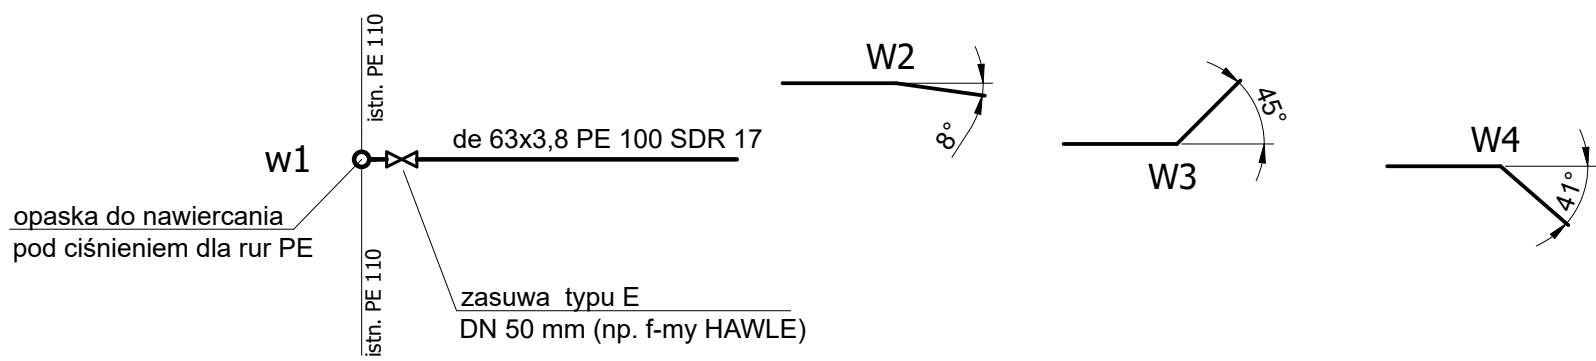 istn. PE 110
w1
de 63x3,8 PE 100 SDR 17
opaska do nawiercania
pod ciśnieniem dla rur PE
istn. PE 110
zasuwa typu E
DN 50 mm (np. f-my HAWLE)
W2
8°
45°
W3
W4
41°